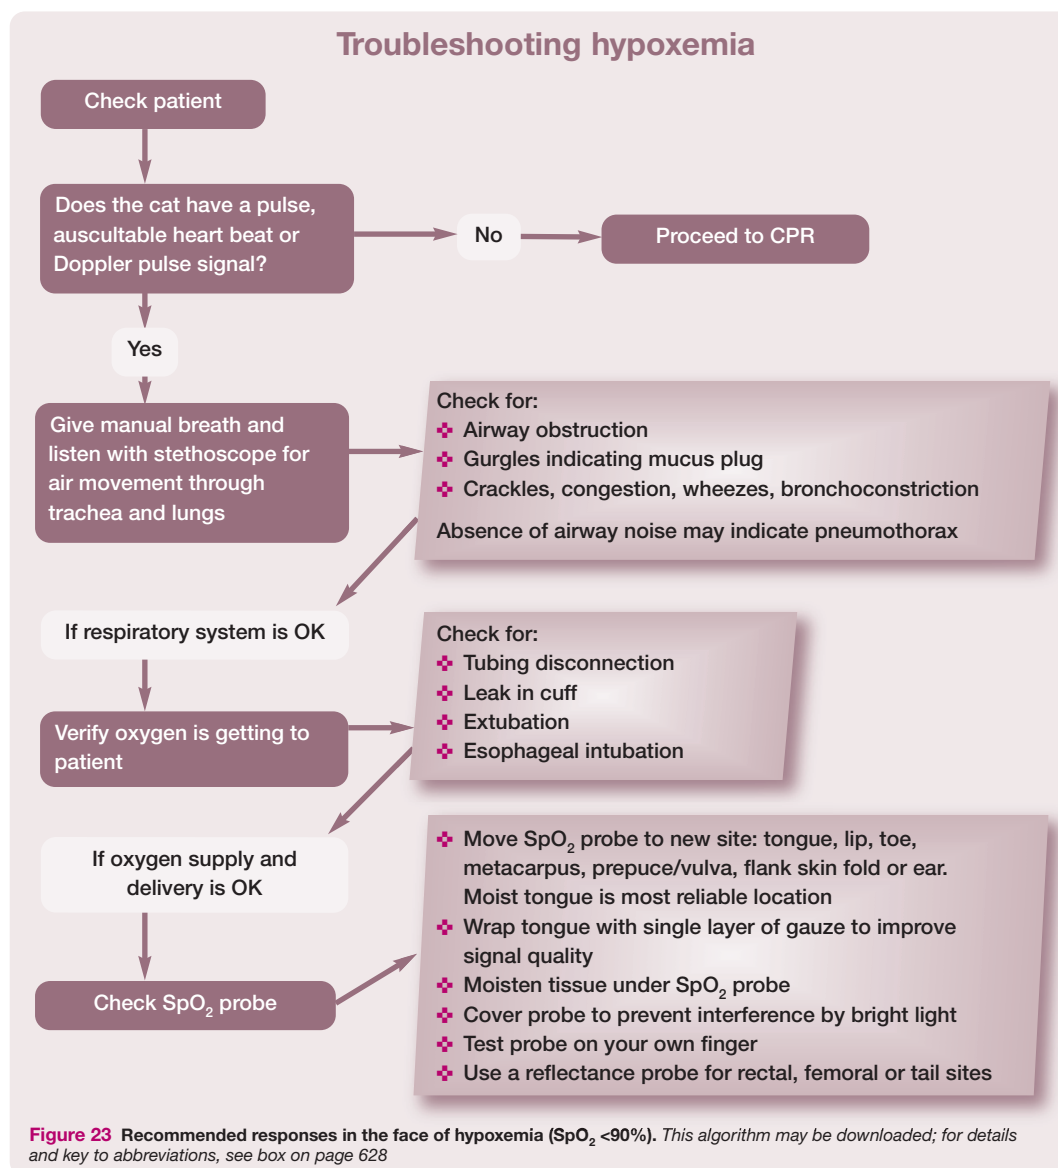 Troubleshooting hypoxemia
Check patient
Does the cat have a pulse,
auscultable heart beat or
Doppler pulse signal?
No
Proceed to CPR
Yes
Give manual breath and
listen with stethoscope for
air movement through
trachea and lungs
Check for:
Airway obstruction
Gurgles indicating mucus plug
Crackles, congestion, wheezes, bronchoconstriction
Absence of airway noise may indicate pneumothorax
If respiratory system is OK
Verify oxygen is getting to
patient
Check for:
Tubing disconnection
Leak in cuff
Extubation
Esophageal intubation
If oxygen supply and
delivery is OK
Check SpO₂ probe
Move SpO₂ probe to new site: tongue, lip, toe,
metacarpus, prepuce/vulva, flank skin fold or ear.
Moist tongue is most reliable location
Wrap tongue with single layer of gauze to improve
signal quality
Moisten tissue under SpO₂ probe
Cover probe to prevent interference by bright light
Test probe on your own finger
Use a reflectance probe for rectal, femoral or tail sites
Figure 23 Recommended responses in the face of hypoxemia (SpO₂ <90%). This algorithm may be downloaded; for details
and key to abbreviations, see box on page 628